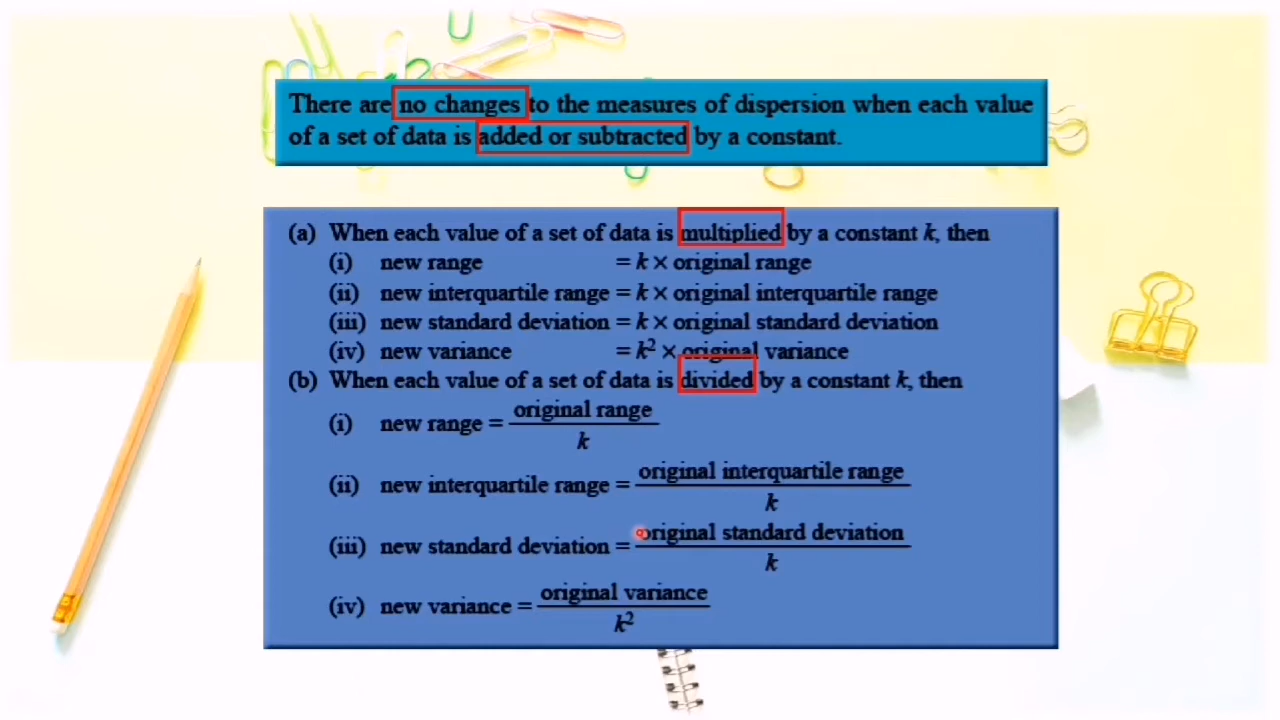 There are no changes to the measures of dispersion when each value
of a set of data is added or subtracted by a constant.
(a) When each value of a set of data is multiplied by a constant k, then
(i) new range = k × original range
(ii) new interquartile range = k × original interquartile range
(iii) new standard deviation = k × original standard deviation
(iv) new variance = k² × original variance
(b) When each value of a set of data is divided by a constant k, then
(i) new range = original range / k
(ii) new interquartile range = original interquartile range / k
(iii) new standard deviation = original standard deviation / k
(iv) new variance = original variance / k²